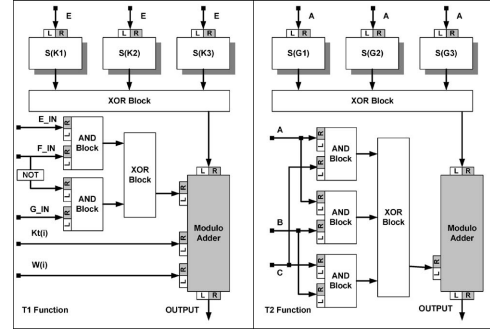 E E E A A A
L R L R L R L R L R L R
S(K1) S(K2) S(K3) S(G1) S(G2) S(G3)
XOR Block XOR Block
E_IN
L R
AND Block
F_IN
L R
NOT
XOR Block
L R
AND Block
G_IN
L R
Kt(i)
L R
W(i)
L R
L R
L R
Modulo Adder
L R
OUTPUT
T1 Function
A
L R
AND Block
L R
L R
B
AND Block
L R
XOR Block
C
L R
AND Block
L R
L R
L R
Modulo Adder
L R
OUTPUT
T2 Function